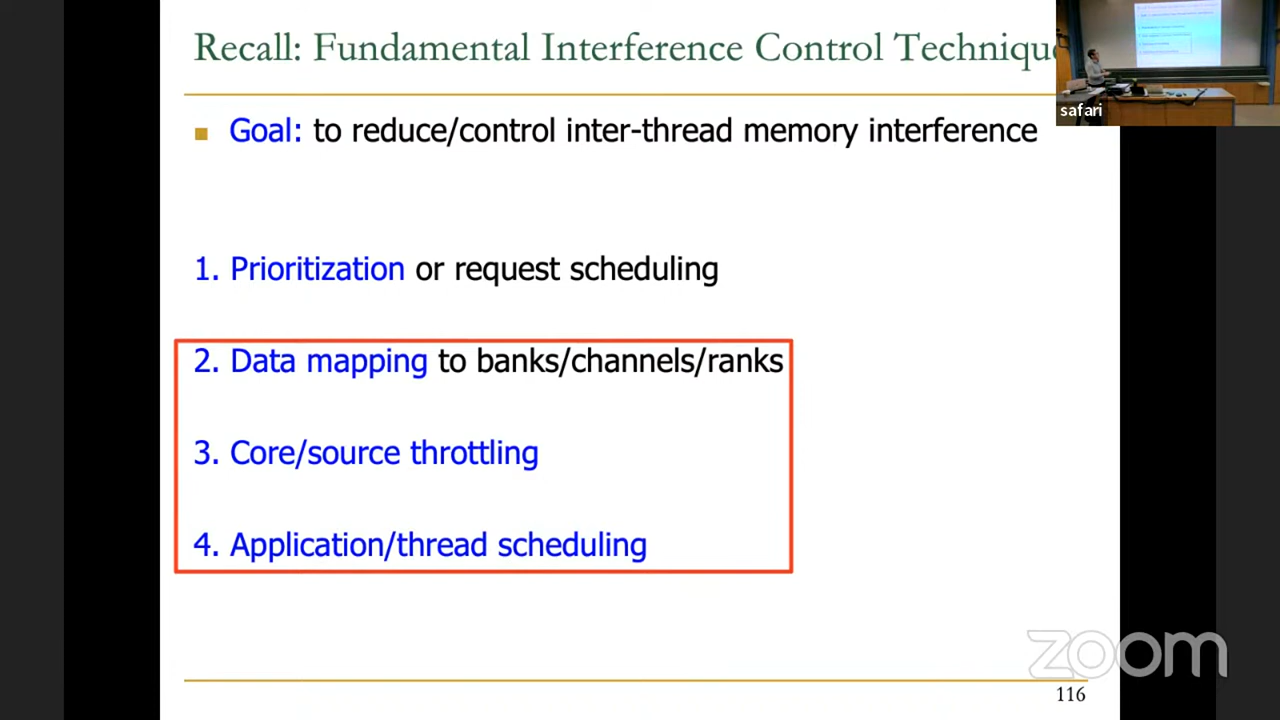 Recall: Fundamental Interference Control Techniqu
Goal: to reduce/control inter-thread memory interference
1. Prioritization or request scheduling
2. Data mapping to banks/channels/ranks
3. Core/source throttling
4. Application/thread scheduling
safari
zoom
116